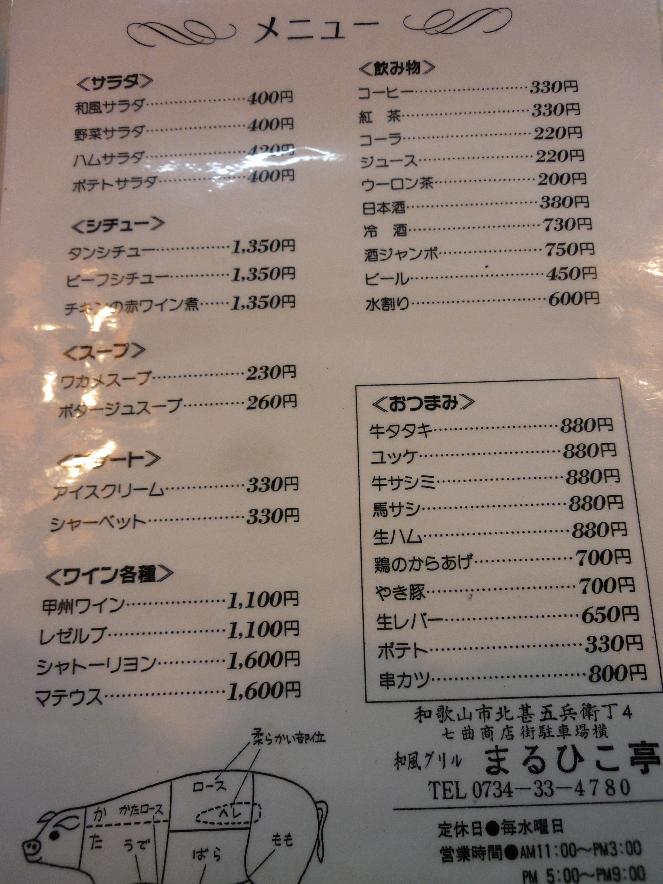 メニュー
<サラダ>
和風サラダ……400円
野菜サラダ……400円
ハムサラダ……420円
ポテトサラダ……400円
<シチュー>
タンシチュー……1,350円
ビーフシチュー……1,350円
チキンの赤ワイン煮……1,350円
<スープ>
ワカメスープ……230円
ポタージュスープ……260円
アイスクリーム……330円
シャーベット……330円
<ワイン各種>
甲州ワイン……1,100円
レゼルブ……1,100円
シャトーリヨン……1,600円
マテウス……1,600円
<飲み物>
コーヒー……330円
紅 茶……330円
コーラ……220円
ジュース……220円
ウーロン茶……200円
日本酒……380円
冷 酒……730円
酒ジャンボ……750円
ビール……450円
水割り……600円
<おつまみ>
牛タタキ……880円
ユッケ……880円
牛サシミ……880円
馬サシ……880円
生ハム……880円
鶏のからあげ……700円
やき豚……700円
生レバー……650円
ポテト……330円
串カツ……800円
和歌山市北甚五兵衛丁4
七曲商店街駐車場横
和風グリル まるひこ亭
TEL 0734-33-4780
定休日●毎水曜日
営業時間●AM11:00~PM3:00
PM 5:00~PM9:00
柔らかい部位
ロース
ヘレ
かた
かたロース
うで
ばら
もも